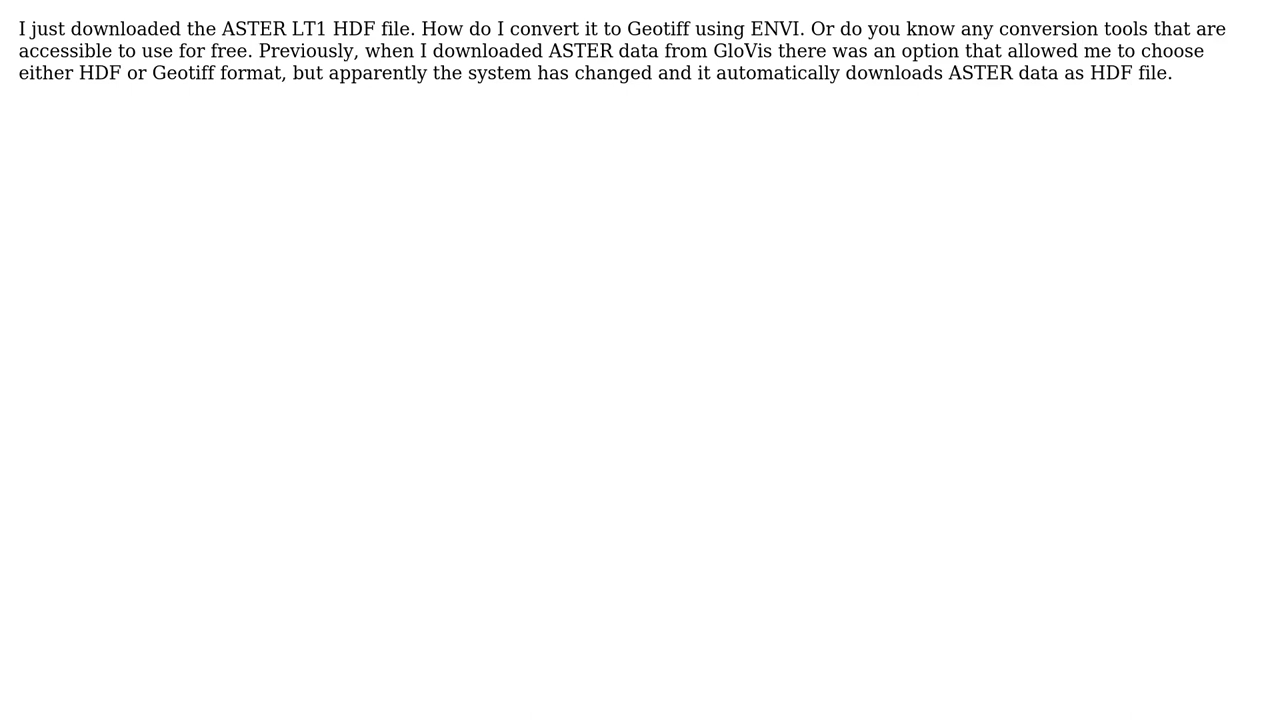 I just downloaded the ASTER LT1 HDF file. How do I convert it to Geotiff using ENVI. Or do you know any conversion tools that are
accessible to use for free. Previously, when I downloaded ASTER data from GloVis there was an option that allowed me to choose
either HDF or Geotiff format, but apparently the system has changed and it automatically downloads ASTER data as HDF file.